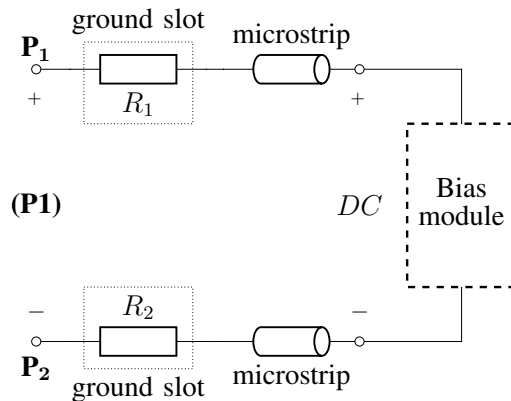 ground slot
microstrip
P₁
+
R₁
+
(P1)
DC
Bias
module
−
R₂
−
P₂
ground slot
microstrip